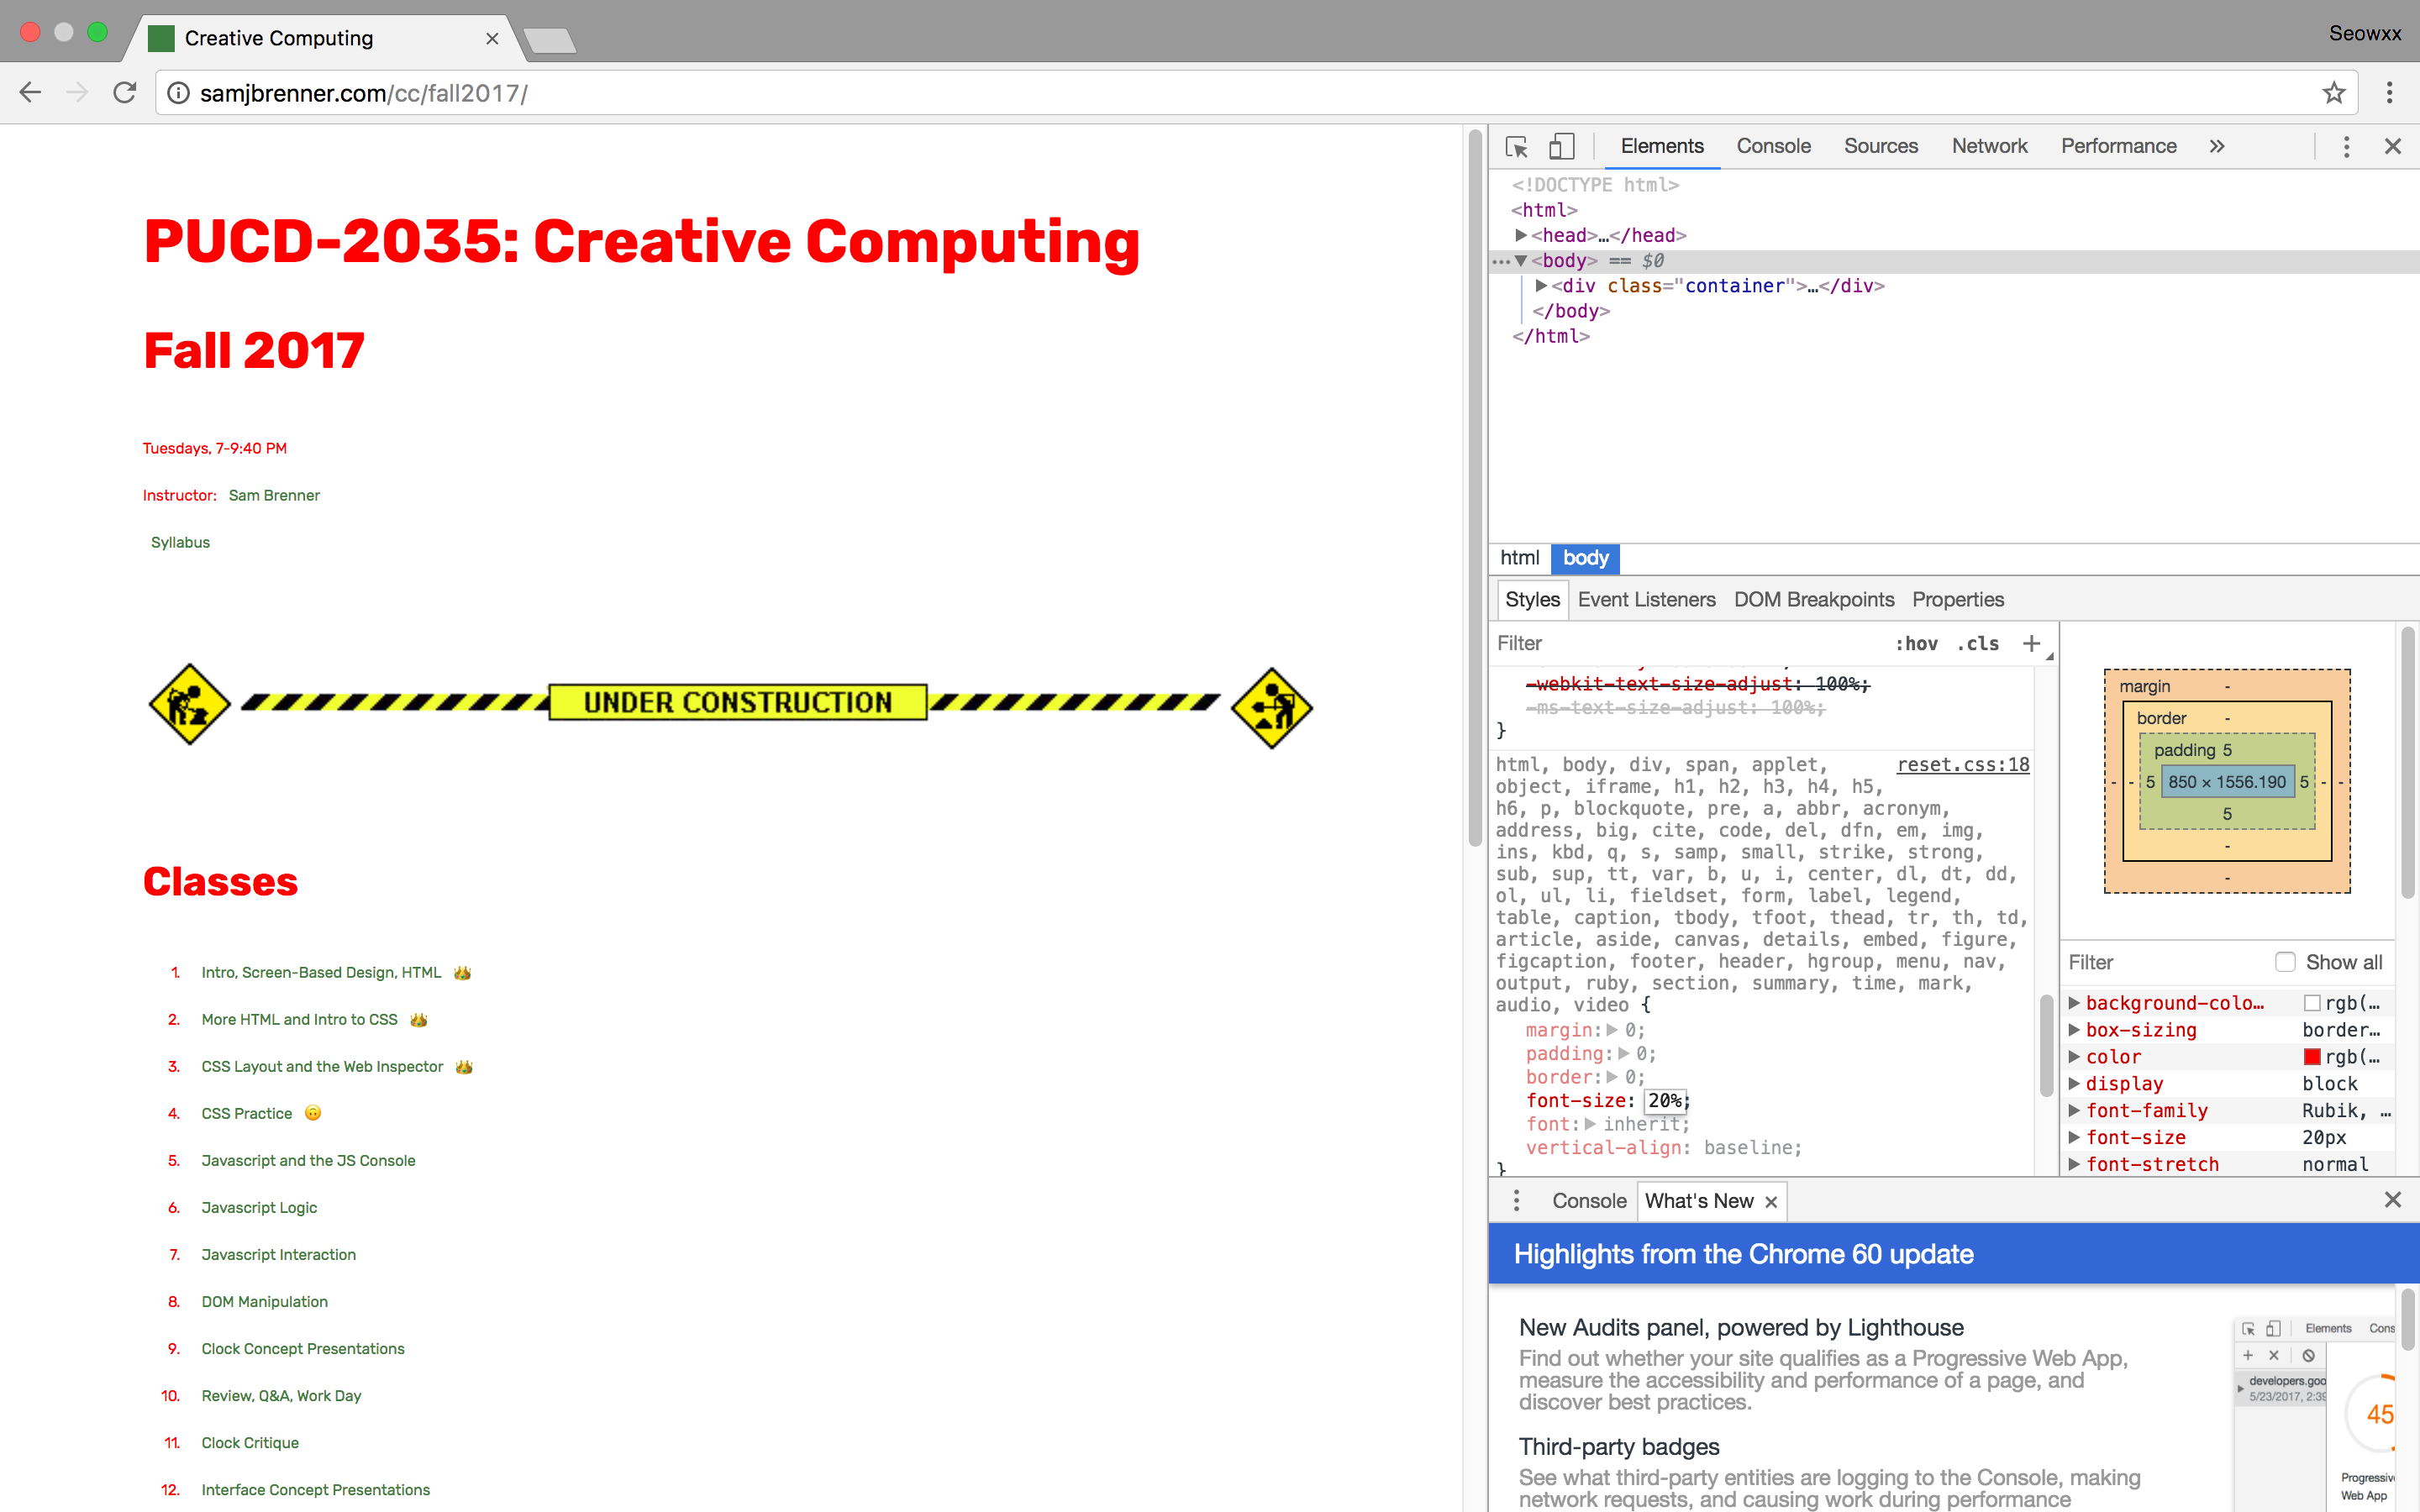 Creative Computing
Seowxx
samjbrenner.com/cc/fall2017/
PUCD-2035: Creative Computing
Fall 2017
Tuesdays, 7-9:40 PM
Instructor: Sam Brenner
Syllabus
UNDER CONSTRUCTION
Classes
1. Intro, Screen-Based Design, HTML 👑
2. More HTML and Intro to CSS 👑
3. CSS Layout and the Web Inspector 👑
4. CSS Practice 🙃
5. Javascript and the JS Console
6. Javascript Logic
7. Javascript Interaction
8. DOM Manipulation
9. Clock Concept Presentations
10. Review, Q&A, Work Day
11. Clock Critique
12. Interface Concept Presentations
Elements Console Sources Network Performance »
<!DOCTYPE html>
<html>
▶<head>…</head>
…▼<body> == $0
▶<div class="container">…</div>
</body>
</html>
html body
Styles Event Listeners DOM Breakpoints Properties
Filter :hov .cls +
-webkit-text-size-adjust: 100%;
-ms-text-size-adjust: 100%;
}
html, body, div, span, applet, reset.css:18
object, iframe, h1, h2, h3, h4, h5,
h6, p, blockquote, pre, a, abbr, acronym,
address, big, cite, code, del, dfn, em, img,
ins, kbd, q, s, samp, small, strike, strong,
sub, sup, tt, var, b, u, i, center, dl, dt, dd,
ol, ul, li, fieldset, form, label, legend,
table, caption, tbody, tfoot, thead, tr, th, td,
article, aside, canvas, details, embed, figure,
figcaption, footer, header, hgroup, menu, nav,
output, ruby, section, summary, time, mark,
audio, video {
margin:▶ 0;
padding:▶ 0;
border:▶ 0;
font-size: 20%;
font:▶ inherit;
vertical-align: baseline;
}
margin -
border -
padding 5
- - 5 850 × 1556.190 5 - -
5
-
-
Filter Show all
▶ background-colo… rgb(…
▶ box-sizing border…
▶ color rgb(…
▶ display block
▶ font-family Rubik, …
▶ font-size 20px
▶ font-stretch normal
Console What's New ×
Highlights from the Chrome 60 update
New Audits panel, powered by Lighthouse
Find out whether your site qualifies as a Progressive Web App,
measure the accessibility and performance of a page, and
discover best practices.
Third-party badges
See what third-party entities are logging to the Console, making
network requests, and causing work during performance
Elements Cons
developers.goo
5/23/2017, 2:39
45
Progressiv
Web App